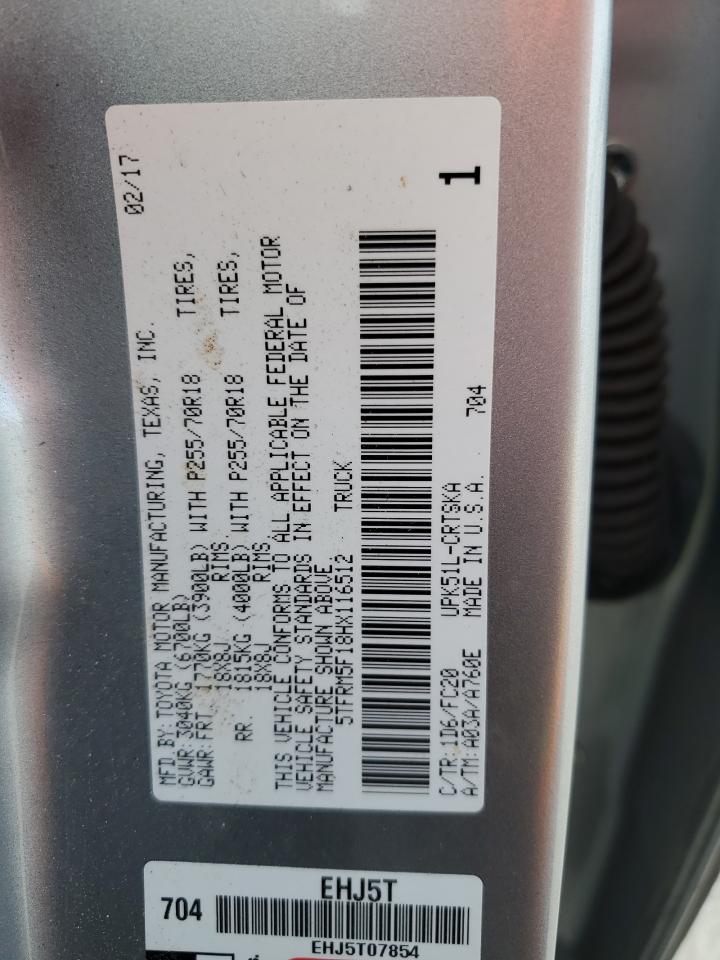 02/17
MFD.BY:TOYOTA MOTOR MANUFACTURING, TEXAS, INC.
GVWR:3040KG (6700LB)
GAWR:FRT. 1770KG (3900LB) WITH P255/70R18 TIRES,
18X8J RIMS.
RR. 1815KG (4000LB) WITH P255/70R18 TIRES,
18X8J RIMS.
THIS VEHICLE CONFORMS TO ALL APPLICABLE FEDERAL MOTOR
VEHICLE SAFETY STANDARDS IN EFFECT ON THE DATE OF
MANUFACTURE SHOWN ABOVE.
5TFRM5F18HX116512 TRUCK
1
C/TR:1D6/FC20 UPK51L-CRTSKA 704
A/TM:A03A/A760E MADE IN U.S.A.
EHJ5T
704
EHJ5T07854